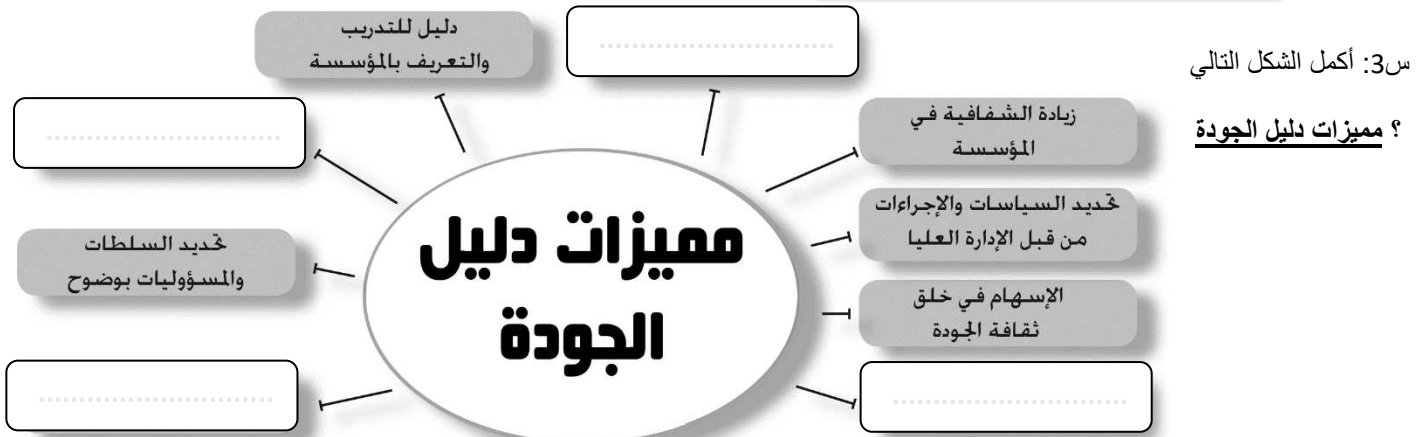 س3: أكمل الشكل التالي
؟ مميزات دليل الجودة
دليل للتدريب
والتعريف بالمؤسسة
..............................
زيادة الشفافية في
المؤسسة
..............................
تحديد السياسات والإجراءات
من قبل الإدارة العليا
مميزات دليل
الجودة
تحديد السلطات
والمسؤوليات بوضوح
الإسهام في خلق
ثقافة الجودة
..............................
..............................